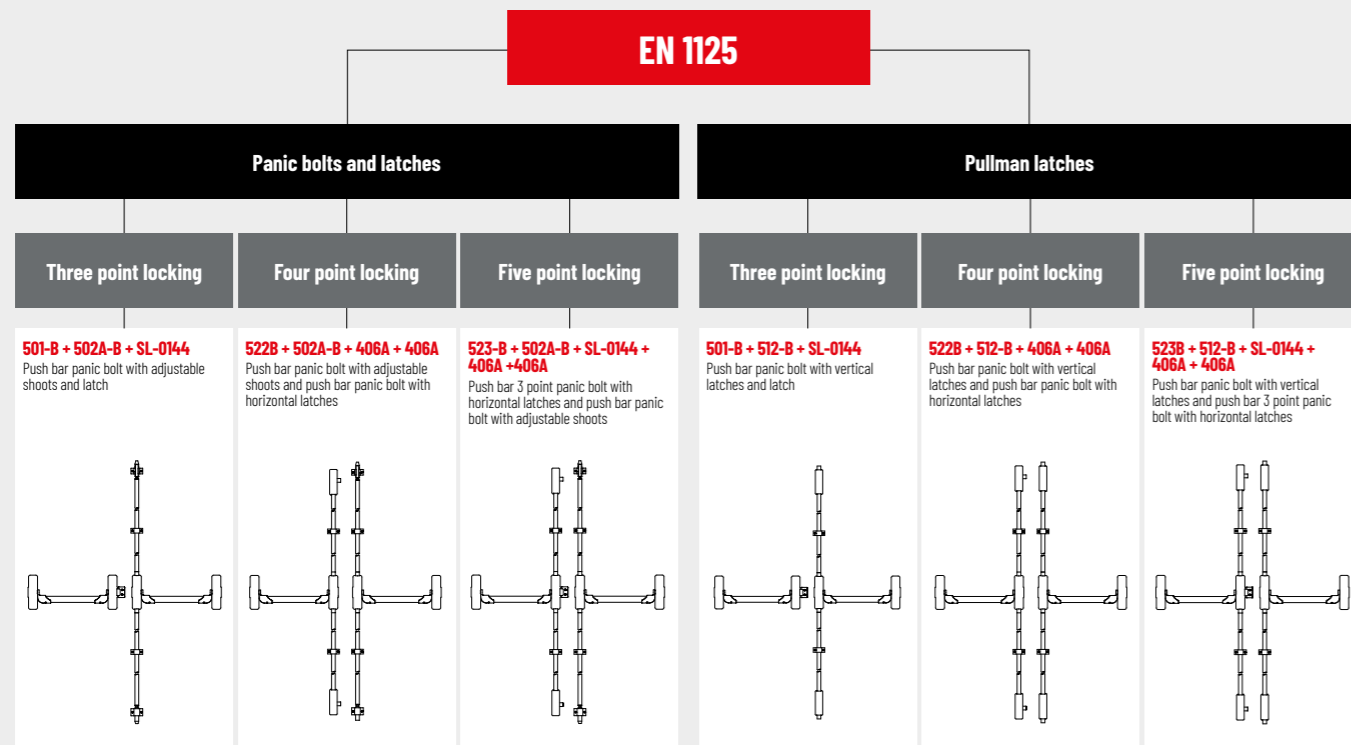 EN 1125
Panic bolts and latches
Pullman latches
Three point locking
Four point locking
Five point locking
Three point locking
Four point locking
Five point locking
501-B + 502A-B + SL-0144
Push bar panic bolt with adjustable
shoots and latch
522B + 502A-B + 406A + 406A
Push bar panic bolt with adjustable
shoots and push bar panic bolt with
horizontal latches
523-B + 502A-B + SL-0144 +
406A +406A
Push bar 3 point panic bolt with
horizontal latches and push bar panic
bolt with adjustable shoots
501-B + 512-B + SL-0144
Push bar panic bolt with vertical
latches and latch
522B + 512-B + 406A + 406A
Push bar panic bolt with vertical
latches and push bar panic bolt with
horizontal latches
523B + 512-B + SL-0144 +
406A + 406A
Push bar panic bolt with vertical
latches and push bar 3 point panic
bolt with horizontal latches